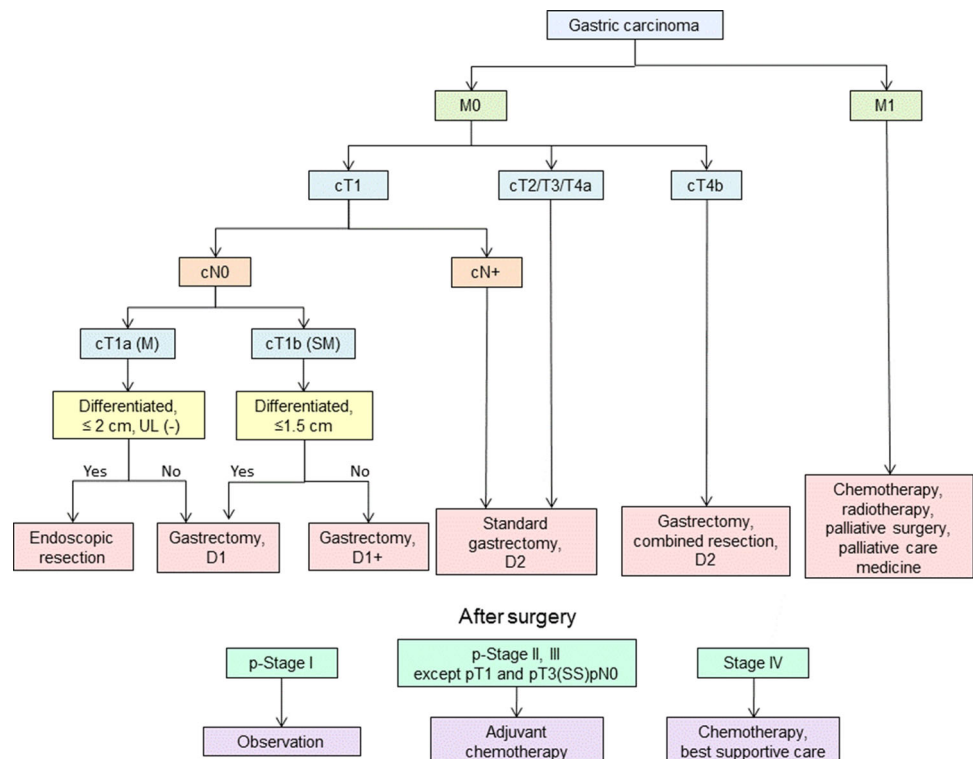 Gastric carcinoma
M0
M1
cT1
cT2/T3/T4a
cT4b
cN0
cN+
cT1a (M)
cT1b (SM)
Differentiated,
≤ 2 cm, UL (-)
Differentiated,
≤1.5 cm
Yes
No
Yes
No
Endoscopic
resection
Gastrectomy,
D1
Gastrectomy,
D1+
Standard
gastrectomy,
D2
Gastrectomy,
combined resection,
D2
Chemotherapy,
radiotherapy,
palliative surgery,
palliative care
medicine
After surgery
p-Stage I
p-Stage II, III
except pT1 and pT3(SS)pN0
Stage IV
Observation
Adjuvant
chemotherapy
Chemotherapy,
best supportive care